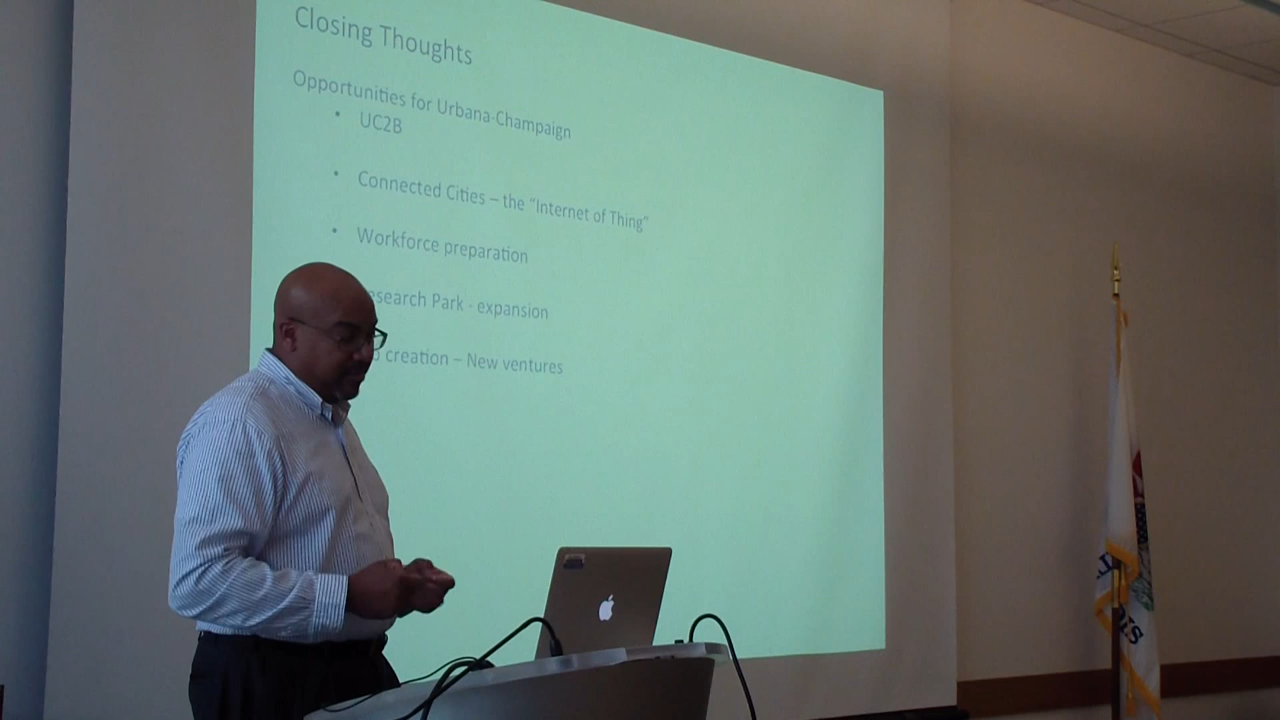 Closing Thoughts
Opportunities for Urbana-Champaign
• UC2B
• Connected Cities – the "Internet of Thing"
• Workforce preparation
esearch Park - expansion
creation – New ventures